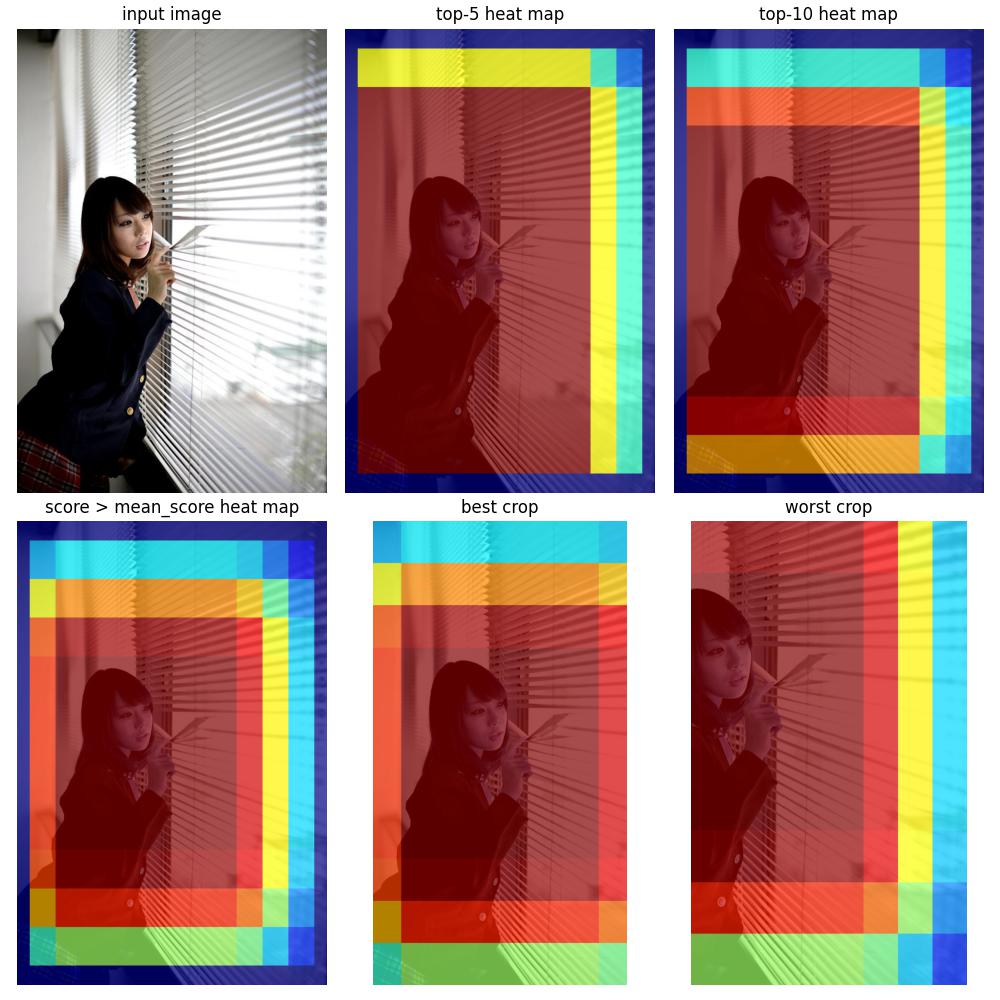 input image
top-5 heat map
top-10 heat map
score > mean_score heat map
best crop
worst crop